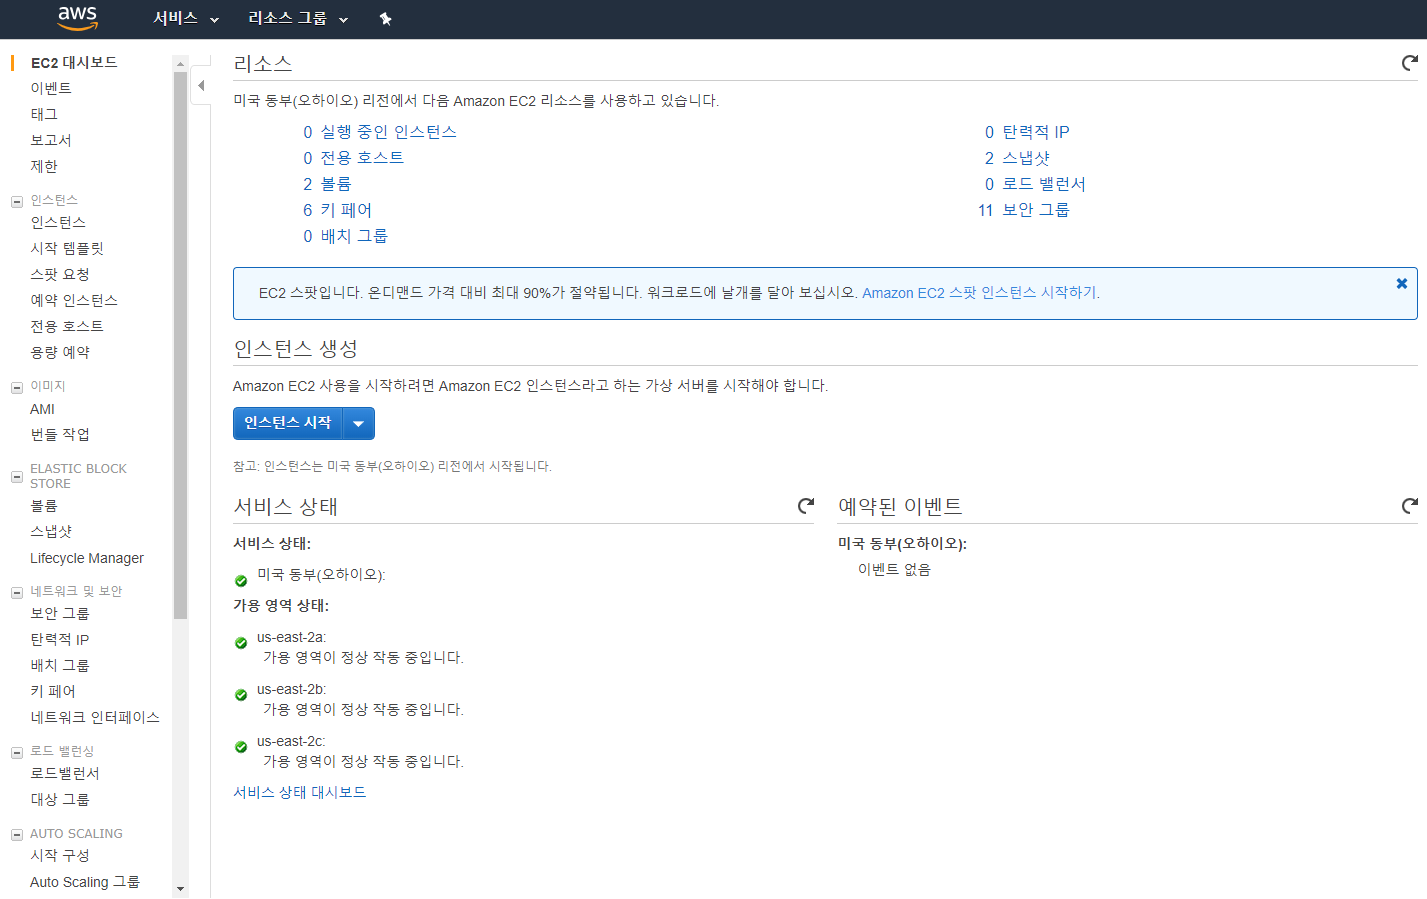 aws 서비스 리소스 그룹
EC2 대시보드
이벤트
태그
보고서
제한
인스턴스
인스턴스
시작 템플릿
스팟 요청
예약 인스턴스
전용 호스트
용량 예약
이미지
AMI
번들 작업
ELASTIC BLOCK
STORE
볼륨
스냅샷
Lifecycle Manager
네트워크 및 보안
보안 그룹
탄력적 IP
배치 그룹
키 페어
네트워크 인터페이스
로드 밸런싱
로드밸런서
대상 그룹
AUTO SCALING
시작 구성
Auto Scaling 그룹
리소스
미국 동부(오하이오) 리전에서 다음 Amazon EC2 리소스를 사용하고 있습니다.
0 실행 중인 인스턴스
0 전용 호스트
2 볼륨
6 키 페어
0 배치 그룹
0 탄력적 IP
2 스냅샷
0 로드 밸런서
11 보안 그룹
EC2 스팟입니다. 온디맨드 가격 대비 최대 90%가 절약됩니다. 워크로드에 날개를 달아 보십시오. Amazon EC2 스팟 인스턴스 시작하기.
인스턴스 생성
Amazon EC2 사용을 시작하려면 Amazon EC2 인스턴스라고 하는 가상 서버를 시작해야 합니다.
인스턴스 시작
참고: 인스턴스는 미국 동부(오하이오) 리전에서 시작됩니다.
서비스 상태
서비스 상태:
미국 동부(오하이오):
가용 영역 상태:
us-east-2a:
가용 영역이 정상 작동 중입니다.
us-east-2b:
가용 영역이 정상 작동 중입니다.
us-east-2c:
가용 영역이 정상 작동 중입니다.
서비스 상태 대시보드
예약된 이벤트
미국 동부(오하이오):
이벤트 없음